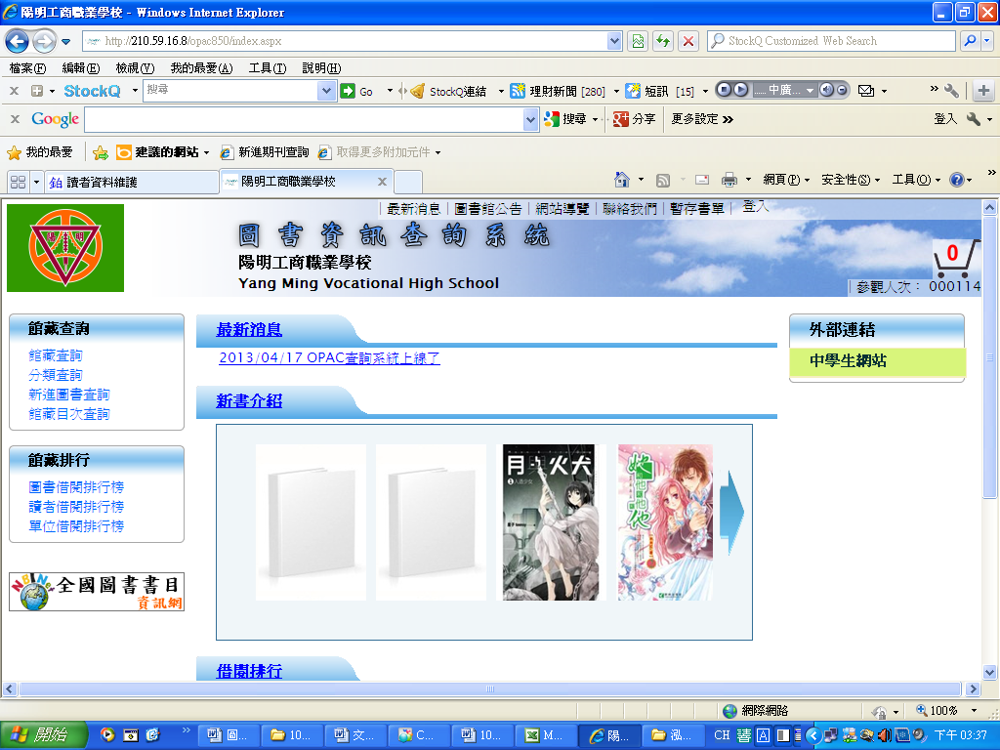 陽明工商職業學校 - Windows Internet Explorer
http://210.59.16.8/opac850/index.aspx
StockQ Customized Web Search
檔案(F) 編輯(E) 檢視(V) 我的最愛(A) 工具(T) 說明(H)
StockQ 搜尋 Go StockQ連結 理財新聞 [280] 短訊 [15] .... 中廣...
Google 搜尋 分享 更多設定 » 登入
我的最愛 建議的網站 新進期刊查詢 取得更多附加元件
讀者資料維護 陽明工商職業學校 網頁(P) 安全性(S) 工具(O)
| 最新消息 | 圖書館公告 | 網站導覽 | 聯絡我們 | 暫存書單 | 登入
圖書資訊查詢系統
陽明工商職業學校
Yang Ming Vocational High School
0
| 參觀人次： 000114
館藏查詢
館藏查詢
分類查詢
新進圖書查詢
館藏目次查詢
館藏排行
圖書借閱排行榜
讀者借閱排行榜
單位借閱排行榜
NBINet 全國圖書書目
資訊網
最新消息
2013/04/17 OPAC查詢系統上線了
新書介紹
月與火犬
1
借閱排行
外部連結
中學生網站
網際網路 100%
開始 圖... 10... 文... C... 10... M... 陽... 泓... CH 下午 03:37